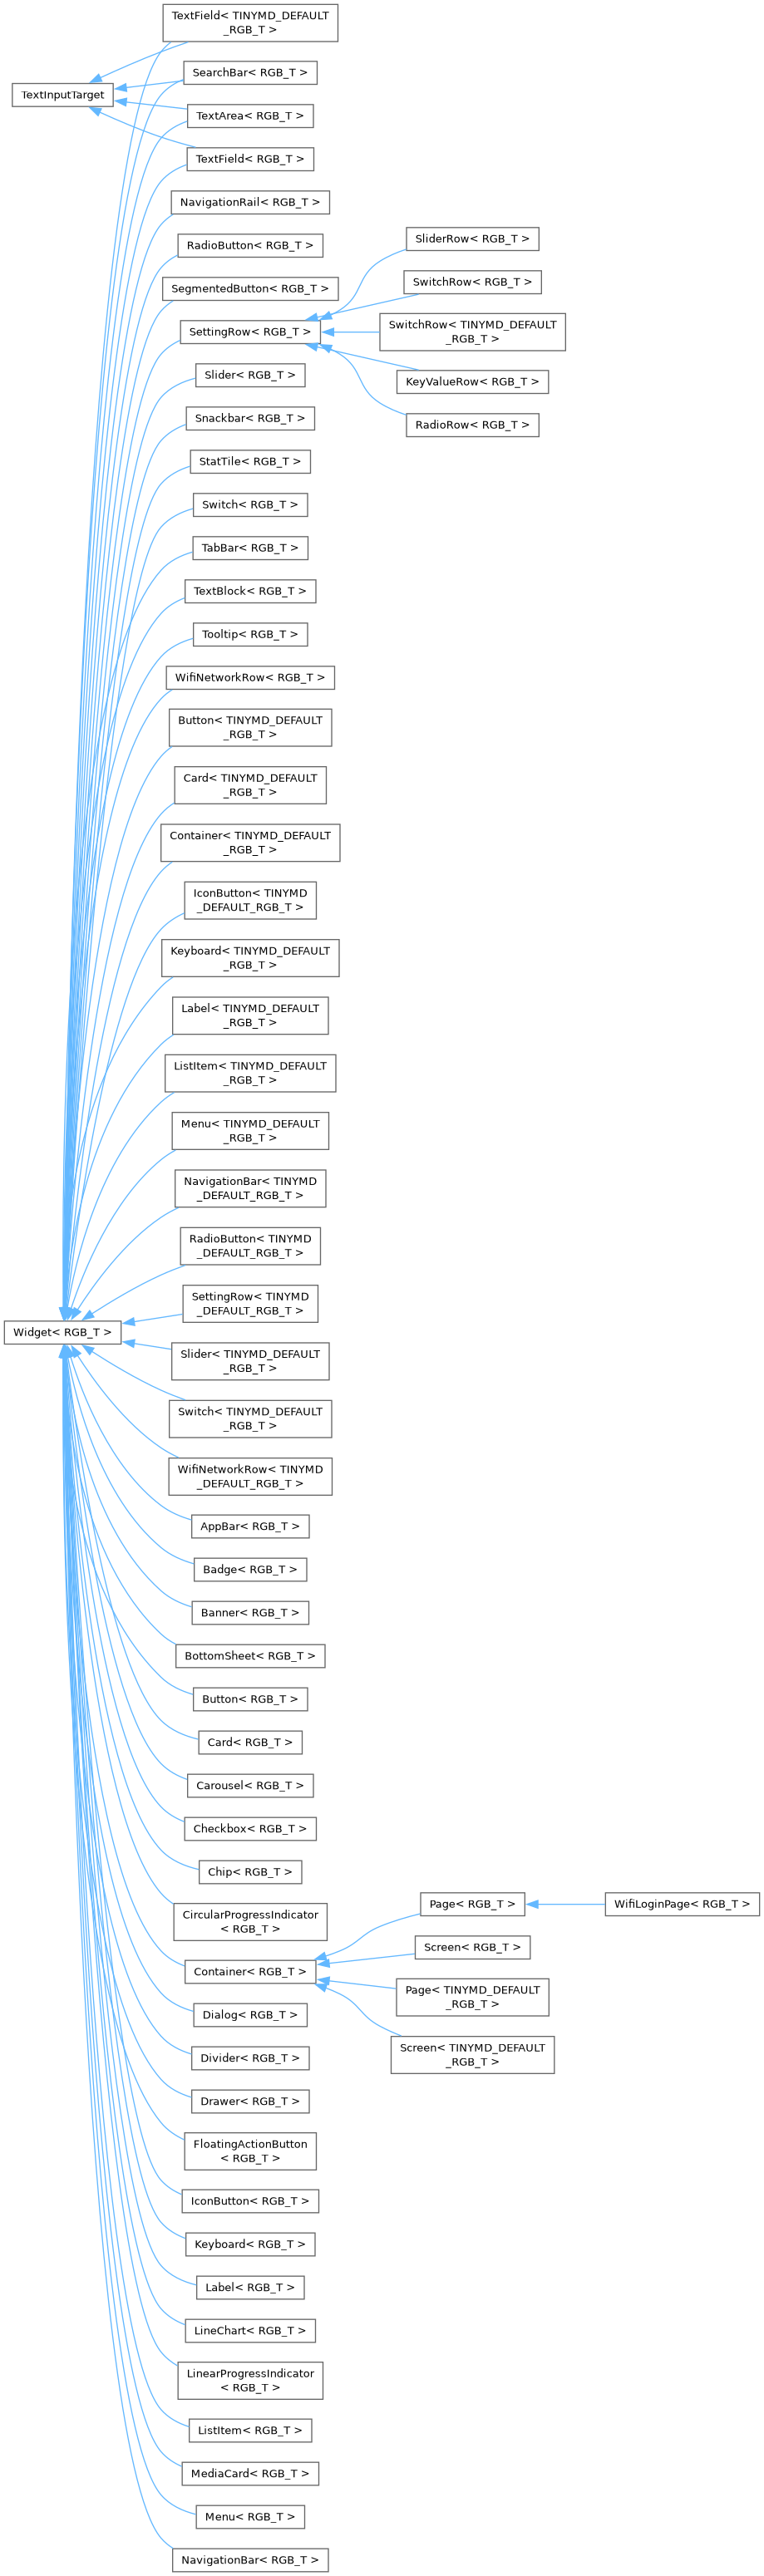 TextField< TINYMD_DEFAULT
_RGB_T >
SearchBar< RGB_T >
TextInputTarget
TextArea< RGB_T >
TextField< RGB_T >
NavigationRail< RGB_T >
RadioButton< RGB_T >
SegmentedButton< RGB_T >
SettingRow< RGB_T >
SliderRow< RGB_T >
SwitchRow< RGB_T >
SwitchRow< TINYMD_DEFAULT
_RGB_T >
KeyValueRow< RGB_T >
RadioRow< RGB_T >
Slider< RGB_T >
Snackbar< RGB_T >
StatTile< RGB_T >
Switch< RGB_T >
TabBar< RGB_T >
TextBlock< RGB_T >
Tooltip< RGB_T >
WifiNetworkRow< RGB_T >
Button< TINYMD_DEFAULT
_RGB_T >
Card< TINYMD_DEFAULT
_RGB_T >
Container< TINYMD_DEFAULT
_RGB_T >
IconButton< TINYMD
_DEFAULT_RGB_T >
Keyboard< TINYMD_DEFAULT
_RGB_T >
Label< TINYMD_DEFAULT
_RGB_T >
ListItem< TINYMD_DEFAULT
_RGB_T >
Menu< TINYMD_DEFAULT
_RGB_T >
NavigationBar< TINYMD
_DEFAULT_RGB_T >
RadioButton< TINYMD
_DEFAULT_RGB_T >
SettingRow< TINYMD
_DEFAULT_RGB_T >
Widget< RGB_T >
Slider< TINYMD_DEFAULT
_RGB_T >
Switch< TINYMD_DEFAULT
_RGB_T >
WifiNetworkRow< TINYMD
_DEFAULT_RGB_T >
AppBar< RGB_T >
Badge< RGB_T >
Banner< RGB_T >
BottomSheet< RGB_T >
Button< RGB_T >
Card< RGB_T >
Carousel< RGB_T >
Checkbox< RGB_T >
Chip< RGB_T >
CircularProgressIndicator
< RGB_T >
Container< RGB_T >
Page< RGB_T >
WifiLoginPage< RGB_T >
Screen< RGB_T >
Page< TINYMD_DEFAULT
_RGB_T >
Screen< TINYMD_DEFAULT
_RGB_T >
Dialog< RGB_T >
Divider< RGB_T >
Drawer< RGB_T >
FloatingActionButton
< RGB_T >
IconButton< RGB_T >
Keyboard< RGB_T >
Label< RGB_T >
LineChart< RGB_T >
LinearProgressIndicator
< RGB_T >
ListItem< RGB_T >
MediaCard< RGB_T >
Menu< RGB_T >
NavigationBar< RGB_T >